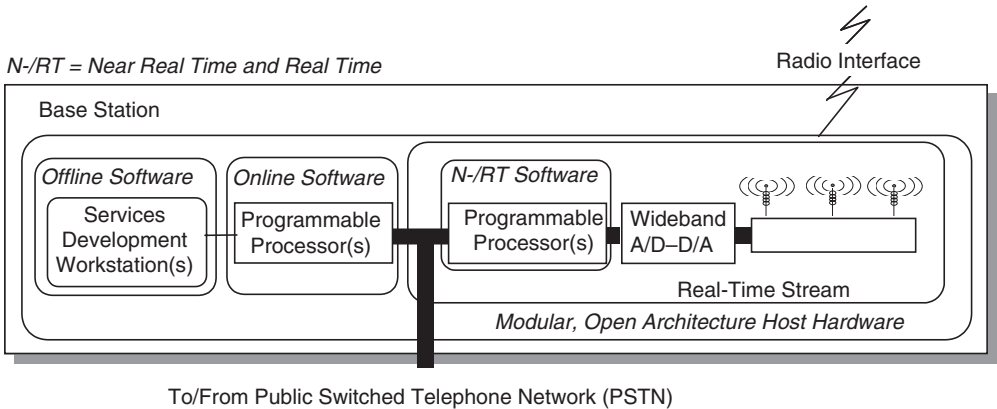 N-/RT = Near Real Time and Real Time
Radio Interface
Base Station
Offline Software
Services
Development
Workstation(s)
Online Software
Programmable
Processor(s)
N-/RT Software
Programmable
Processor(s)
Wideband
A/D–D/A
Real-Time Stream
Modular, Open Architecture Host Hardware
To/From Public Switched Telephone Network (PSTN)